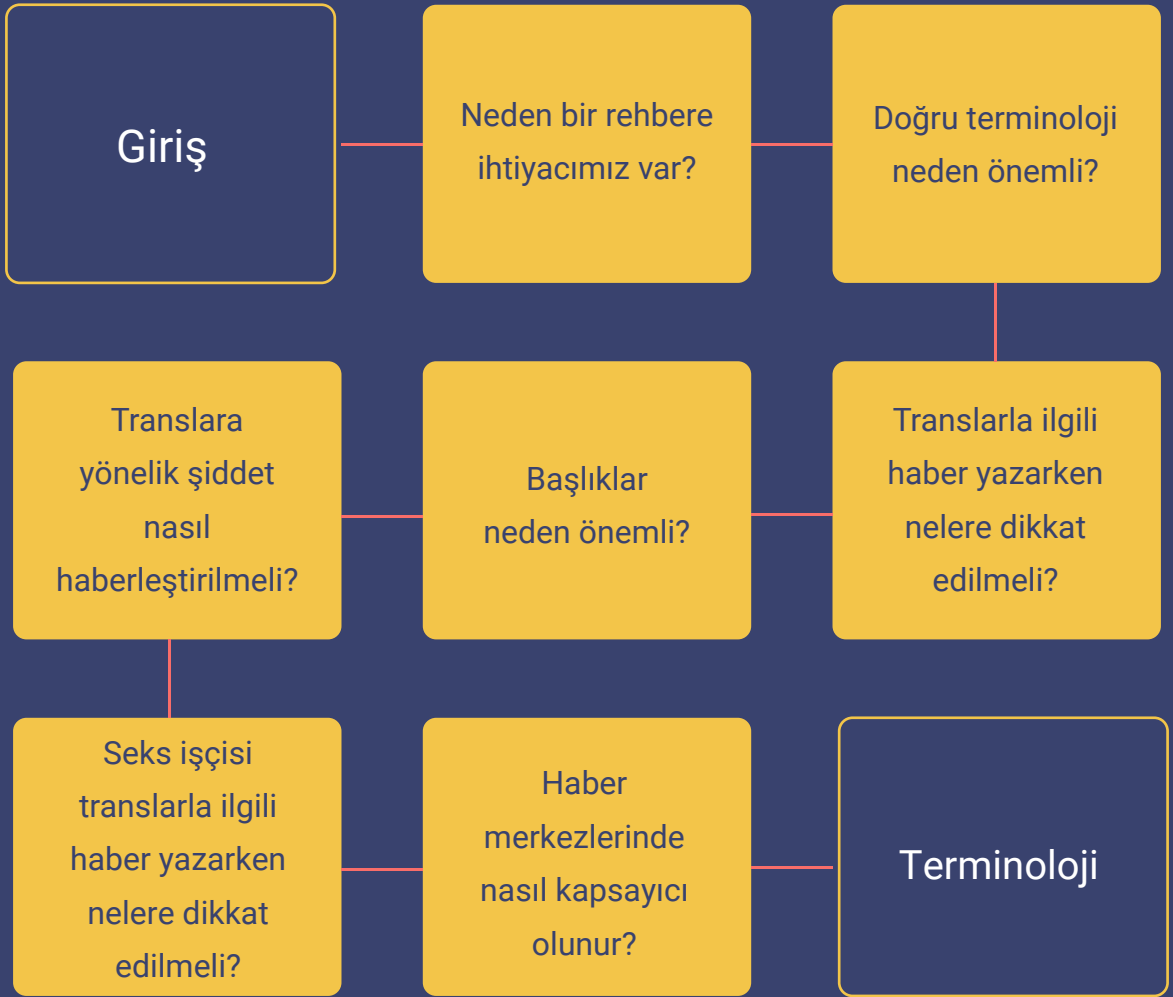 Giriş
Neden bir rehbere
ihtiyacımız var?
Doğru terminoloji
neden önemli?
Translarla ilgili
haber yazarken
nelere dikkat
edilmeli?
Başlıklar
neden önemli?
Translara
yönelik şiddet
nasıl
haberleştirilmeli?
Seks işçisi
translarla ilgili
haber yazarken
nelere dikkat
edilmeli?
Haber
merkezlerinde
nasıl kapsayıcı
olunur?
Terminoloji